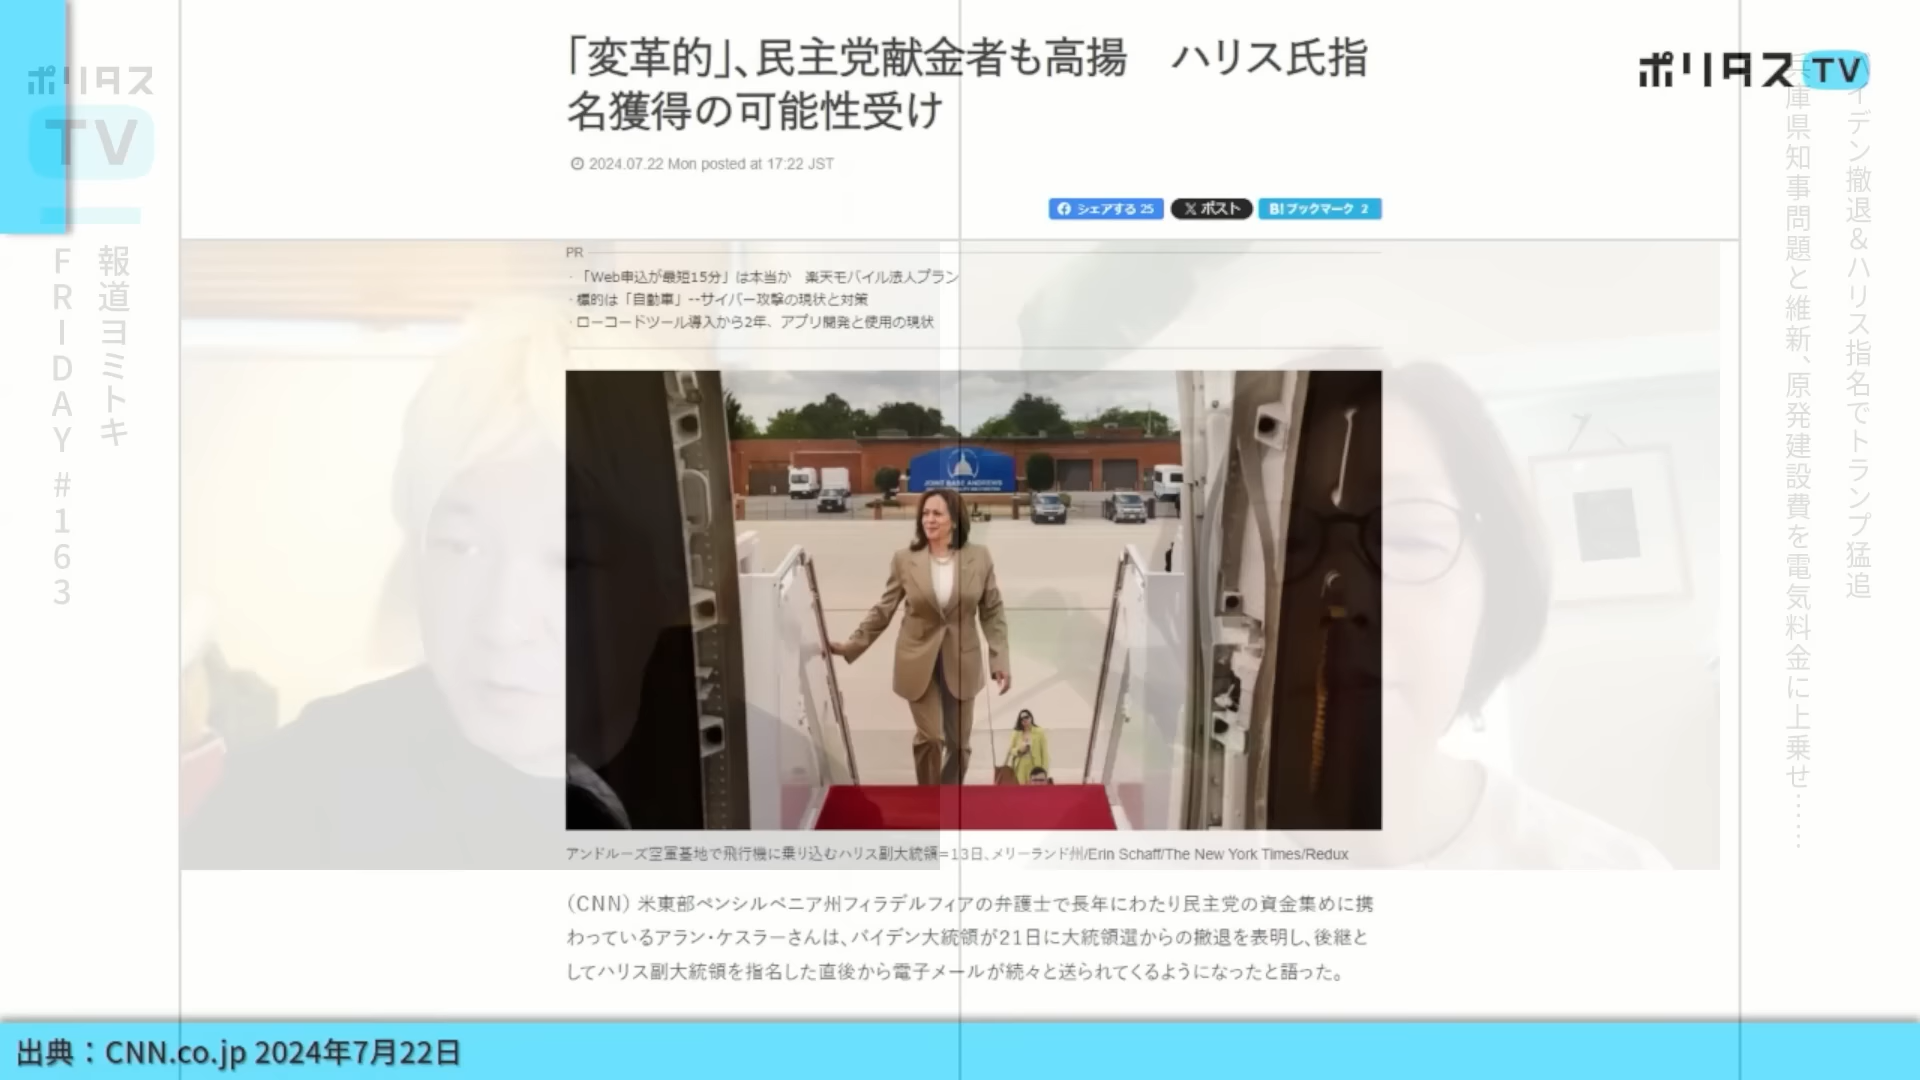 「変革的」、民主党献金者も高揚　ハリス氏指
名獲得の可能性受け
2024.07.22 Mon posted at 17:22 JST
シェアする 25
ポスト
B! ブックマーク 2
ポリタスTV
ポリタス
TV
報道ヨミトキ
FRIDAY #163
イデン撤退&ハリス指名でトランプ猛追
兵庫県知事問題と維新、原発建設費を電気料金に上乗せ……
PR
・「Web申込が最短15分」は本当か　楽天モバイル法人プラン
・標的は「自動車」--サイバー攻撃の現状と対策
・ローコードツール導入から2年、アプリ開発と使用の現状
JOINT BASE ANDREWS
アンドルーズ空軍基地で飛行機に乗り込むハリス副大統領=13日、メリーランド州/Erin Schaff/The New York Times/Redux
（CNN） 米東部ペンシルベニア州フィラデルフィアの弁護士で長年にわたり民主党の資金集めに携
わっているアラン・ケスラーさんは、バイデン大統領が21日に大統領選からの撤退を表明し、後継と
してハリス副大統領を指名した直後から電子メールが続々と送られてくるようになったと語った。
出典：CNN.co.jp 2024年7月22日